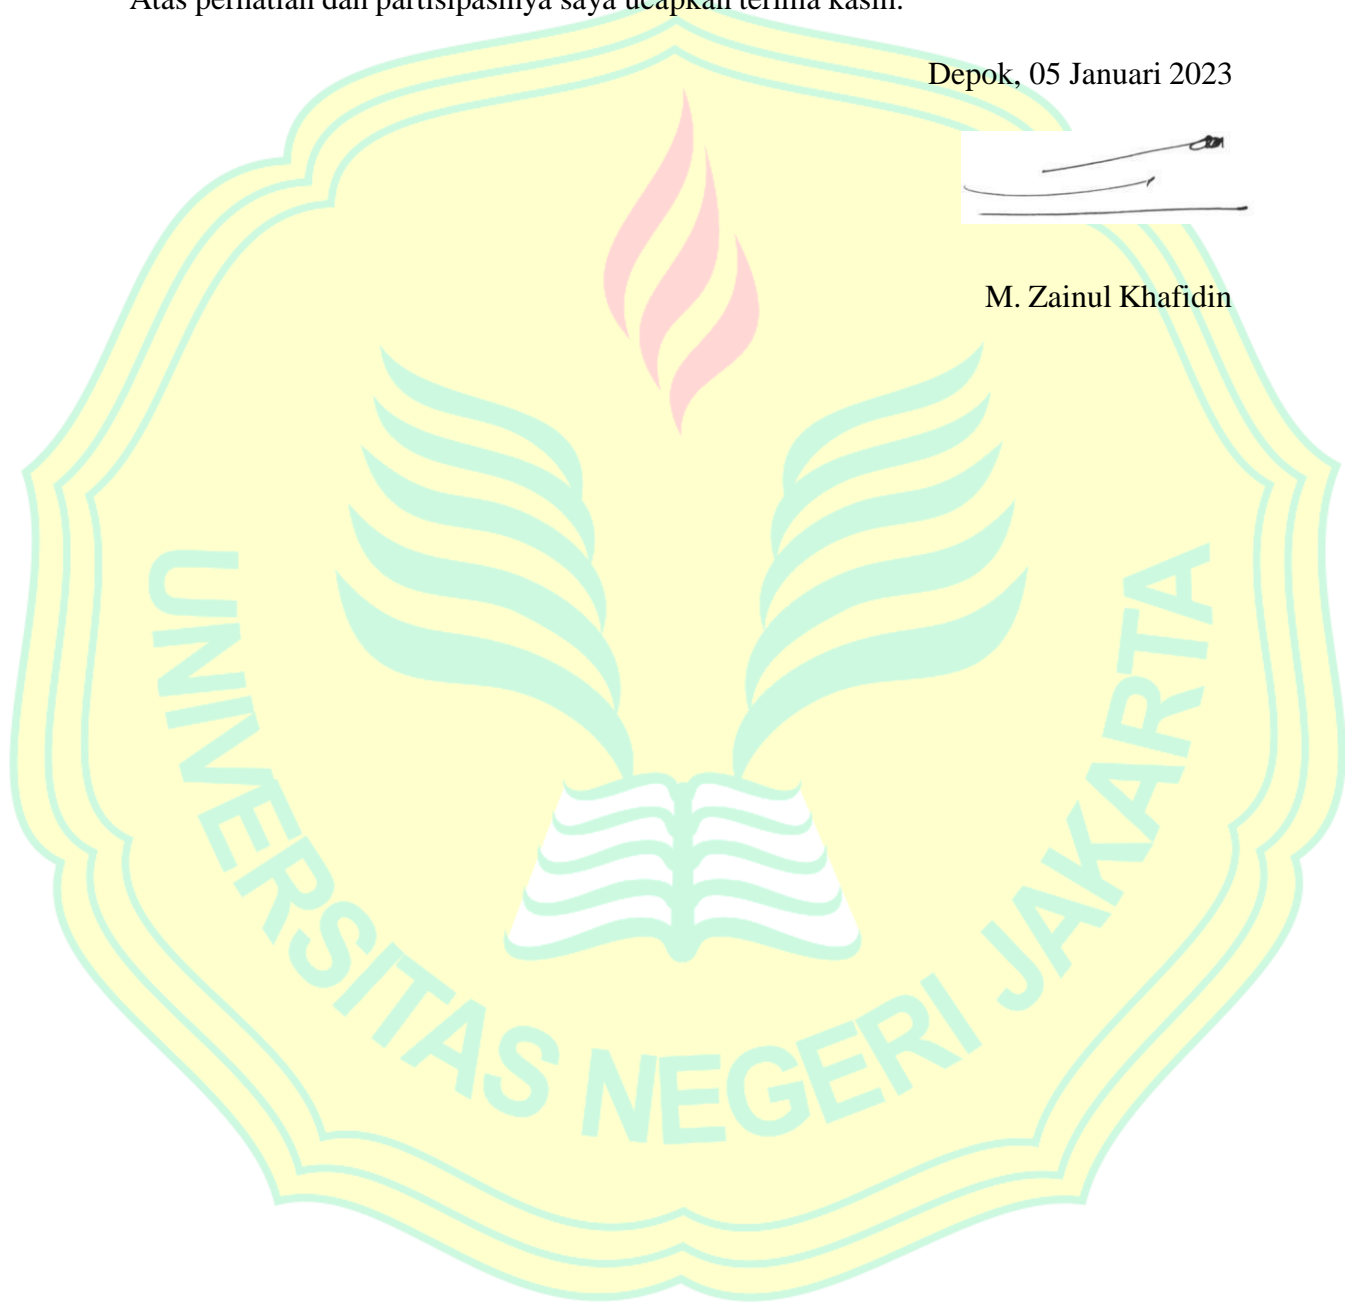 Atas perhatian dan partisipasinya saya ucapkan terima kasih.
Depok, 05 Januari 2023
M. Zainul Khafidin
UNIVERSITAS NEGERI JAKARTA